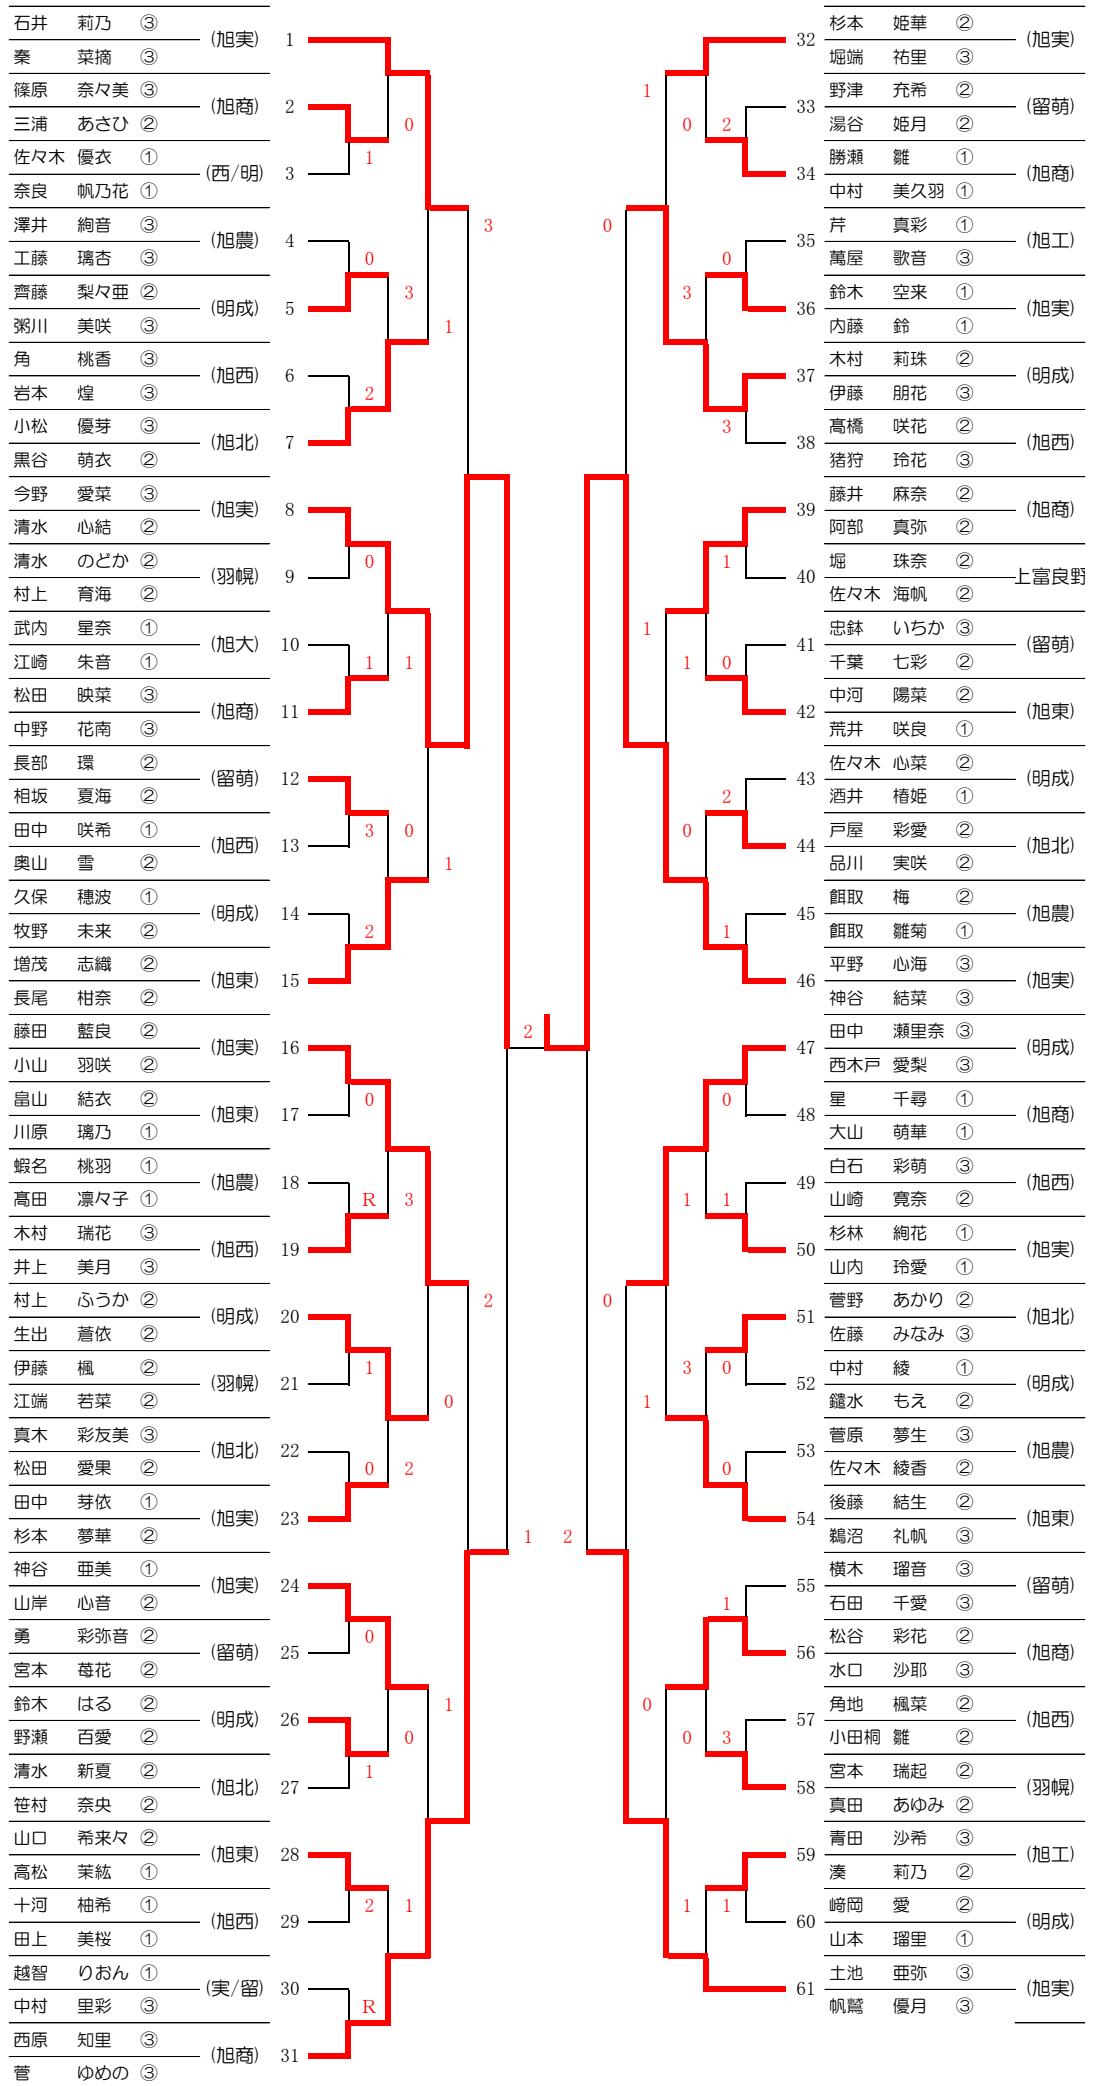 石井 莉乃 ③ (旭実) 1
秦 菜摘 ③
篠原 奈々美 ③ (旭商) 2
三浦 あさひ ②
佐々木 優衣 ① (西/明) 3
奈良 帆乃花 ①
澤井 絢音 ③ (旭農) 4
工藤 璃杏 ③
齊藤 梨々亜 ② (明成) 5
粥川 美咲 ③
角 桃香 ③ (旭西) 6
岩本 煌 ③
小松 優芽 ③ (旭北) 7
黒谷 萌衣 ②
今野 愛菜 ③ (旭実) 8
清水 心結 ②
清水 のどか ② (羽幌) 9
村上 育海 ②
武内 星奈 ① (旭大) 10
江崎 朱音 ①
松田 映菜 ③ (旭商) 11
中野 花南 ③
長部 環 ② (留萌) 12
相坂 夏海 ②
田中 咲希 ① (旭西) 13
奥山 雪 ②
久保 穂波 ① (明成) 14
牧野 未来 ②
増茂 志織 ② (旭東) 15
長尾 柑奈 ②
藤田 藍良 ② (旭実) 16
小山 羽咲 ②
畠山 結衣 ② (旭東) 17
川原 璃乃 ①
蝦名 桃羽 ① (旭農) 18
髙田 凛々子 ①
木村 瑞花 ③ (旭西) 19
井上 美月 ③
村上 ふうか ② (明成) 20
生出 蒼依 ②
伊藤 楓 ② (羽幌) 21
江端 若菜 ②
真木 彩友美 ③ (旭北) 22
松田 愛果 ②
田中 芽依 ① (旭実) 23
杉本 夢華 ②
神谷 亜美 ① (旭実) 24
山岸 心音 ②
勇 彩弥音 ② (留萌) 25
宮本 苺花 ②
鈴木 はる ② (明成) 26
野瀬 百愛 ②
清水 新夏 ② (旭北) 27
笹村 奈央 ②
山口 希来々 ② (旭東) 28
高松 茉紘 ①
十河 柚希 ① (旭西) 29
田上 美桜 ①
越智 りおん ① (実/留) 30
中村 里彩 ③
西原 知里 ③ (旭商) 31
菅 ゆめの ③
0
1
3
0
3
1
2
0
1 1
3 0
1
2
0
R 3
2
1
0
0 2
0
1
0
1
2 1
R
2
1 2
1
0 2
0
0
3
3
1
1
1 0
2
0
1
0
1 1
0
3 0
1
0
1
0
0 3
1 1
32 杉本 姫華 ② (旭実)
堀端 祐里 ③
33 野津 充希 ② (留萌)
湯谷 姫月 ②
34 勝瀬 雛 ① (旭商)
中村 美久羽 ①
35 芹 真彩 ① (旭工)
萬屋 歌音 ③
36 鈴木 空来 ① (旭実)
内藤 鈴 ①
37 木村 莉珠 ② (明成)
伊藤 朋花 ③
38 髙橋 咲花 ② (旭西)
猪狩 玲花 ③
39 藤井 麻奈 ② (旭商)
阿部 真弥 ②
40 堀 珠奈 ② 上富良野
佐々木 海帆 ②
41 忠鉢 いちか ③ (留萌)
千葉 七彩 ②
42 中河 陽菜 ② (旭東)
荒井 咲良 ①
43 佐々木 心菜 ② (明成)
酒井 椿姫 ①
44 戸屋 彩愛 ② (旭北)
品川 実咲 ②
45 餌取 梅 ② (旭農)
餌取 雛菊 ①
46 平野 心海 ③ (旭実)
神谷 結菜 ③
47 田中 瀬里奈 ③ (明成)
西木戸 愛梨 ③
48 星 千尋 ① (旭商)
大山 萌華 ①
49 白石 彩萌 ③ (旭西)
山崎 寛奈 ②
50 杉林 絢花 ① (旭実)
山内 玲愛 ①
51 菅野 あかり ② (旭北)
佐藤 みなみ ③
52 中村 綾 ① (明成)
鑓水 もえ ②
53 菅原 夢生 ③ (旭農)
佐々木 綾香 ②
54 後藤 結生 ② (旭東)
鵜沼 礼帆 ③
55 横木 瑠音 ③ (留萌)
石田 千愛 ③
56 松谷 彩花 ② (旭商)
水口 沙耶 ③
57 角地 楓菜 ② (旭西)
小田桐 雛 ②
58 宮本 瑞起 ② (羽幌)
真田 あゆみ ②
59 青田 沙希 ③ (旭工)
湊 莉乃 ②
60 﨑岡 愛 ② (明成)
山本 瑠里 ①
61 土池 亜弥 ③ (旭実)
帆鷲 優月 ③